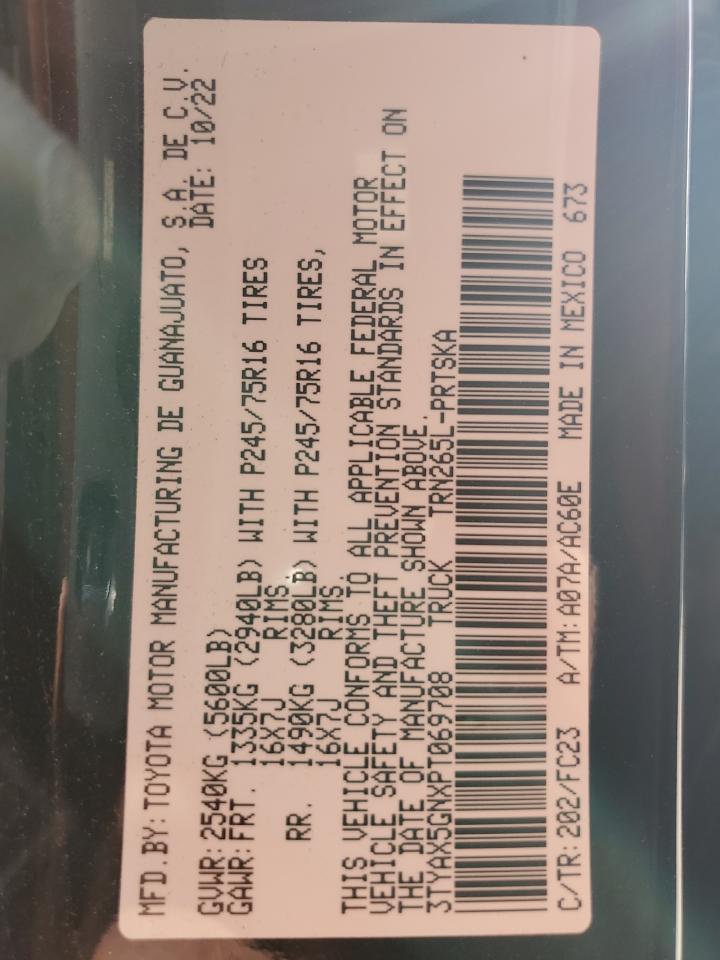 MFD.BY:TOYOTA MOTOR MANUFACTURING DE GUANAJUATO, S.A. DE C.V.
DATE: 10/22
GVWR:2540KG (5600LB)
GAWR:FRT. 1335KG (2940LB) WITH P245/75R16 TIRES
16X7J RIMS,
RR. 1490KG (3280LB) WITH P245/75R16 TIRES,
16X7J RIMS
THIS VEHICLE CONFORMS TO ALL APPLICABLE FEDERAL MOTOR
VEHICLE SAFETY AND THEFT PREVENTION STANDARDS IN EFFECT ON
THE DATE OF MANUFACTURE SHOWN ABOVE.
3TYAX5GNXPT069708 TRUCK TRN265L-PRTSKA
C/TR:202/FC23 A/TM:A07A/AC60E MADE IN MEXICO 673